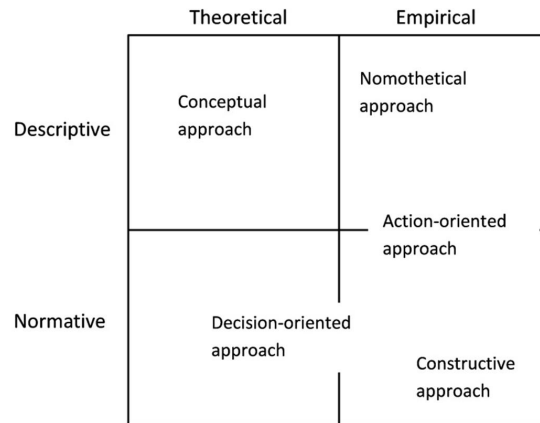 Theoretical Empirical
Descriptive
Conceptual
approach
Nomothetical
approach
Action-oriented
approach
Normative
Decision-oriented
approach
Constructive
approach